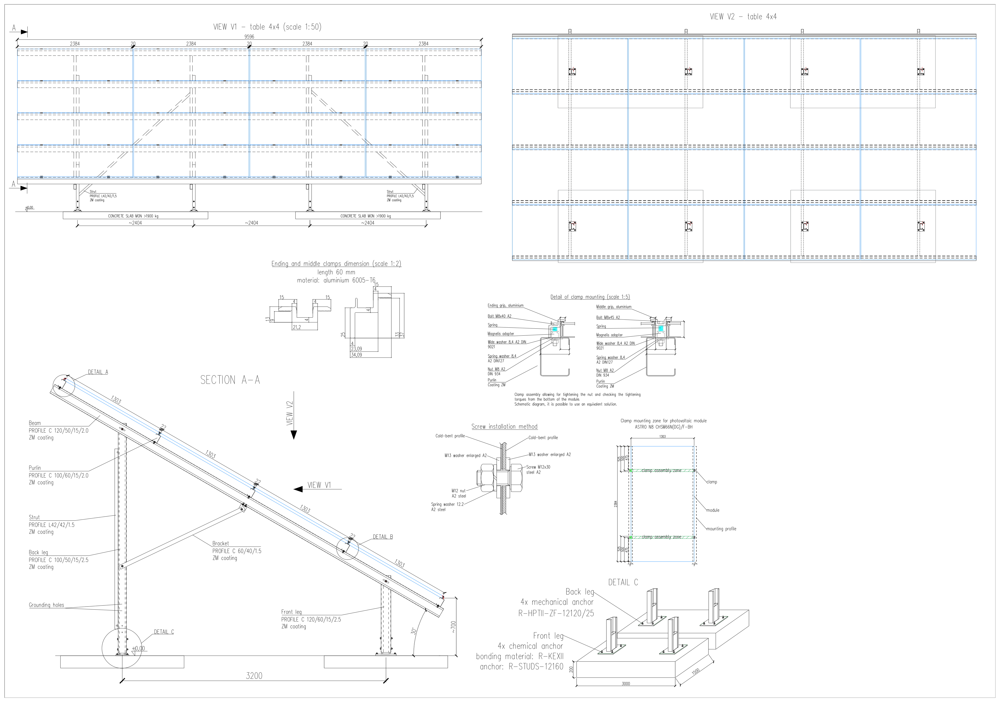 VIEW V1 - table 4x4 (scale 1:50)
A
9596
2384
20
2384
20
2384
20
2384
A
Strut
PROFILE L42/42/1,5
ZM coating
Strut
PROFILE L42/42/1,5
ZM coating
±0,00
CONCRETE SLAB MON >1900 kg
CONCRETE SLAB MON >1900 kg
~2404
~2404
~2404
VIEW V2 - table 4x4
Ending and middle clamps dimension (scale 1:2)
length 60 mm
material: aluminium 6005-T6
15
4
4
15
13
9
4
21,2
15
4
4
25
33
37
4
23,09
34,09
Detail of clamp mounting (scale 1:5)
Ending grip, aluminium
Bolt M8x40 A2
Spring
Magnelis adapter
Wide washer 8,4 A2 DIN
9021
Spring washer 8,4
A2 DIN127
Nut M8 A2
DIN 934
Purlin
Coating ZM
Middle grip, aluminium
Bolt M8x45 A2
Spring
Magnelis adapter
Wide washer 8,4 A2 DIN
9021
Spring washer 8,4
A2 DIN127
Nut M8 A2
DIN 934
Purlin
Coating ZM
Clamp assembly allowing for tightening the nut and checking the tightening
torques from the bottom of the module.
Schematic diagram, it is possible to use an equivalent solution.
SECTION A-A
DETAIL A
1303
22
1303
22
1303
22
1303
VIEW V2
VIEW V1
DETAIL B
Beam
PROFILE C 120/50/15/2.0
ZM coating
Purlin
PROFILE C 100/60/15/2.0
ZM coating
Strut
PROFILE L42/42/1.5
ZM coating
Back leg
PROFILE C 100/50/15/2.5
ZM coating
Bracket
PROFILE C 60/40/1.5
ZM coating
Grounding holes
Front leg
PROFILE C 120/60/15/2.5
ZM coating
DETAIL C
±0,00
30°
~700
3200
Screw installation method
Cold-bent profile
Cold-bent profile
M13 washer enlarged A2
M13 washer enlarged A2
Screw M12x30
steel A2
M12 nut
A2 steel
Spring washer 12.2
A2 steel
Clamp mounting zone for photovoltaic module
ASTRO N8 CHSM66N(DG)/F-BH
1303
525
500
475
clamp assembly zone
clamp
2384
module
mounting profile
clamp assembly zone
525
500
475
DETAIL C
Back leg
4x mechanical anchor
R-HPTII-ZF-12120/25
Front leg
4x chemical anchor
bonding material: R-KEXII
anchor: R-STUDS-12160
200
3000
1500